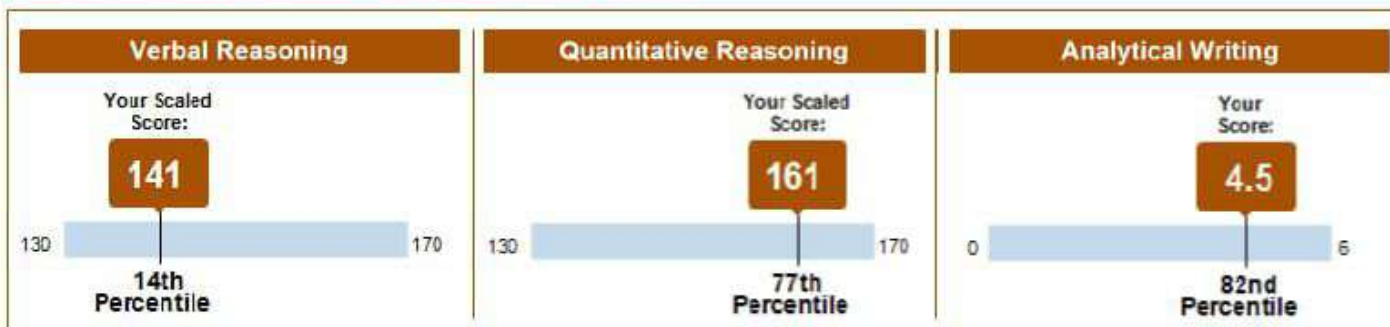 Verbal Reasoning
Your Scaled
Score:
141
130
170
14th
Percentile
Quantitative Reasoning
Your Scaled
Score:
161
130
170
77th
Percentile
Analytical Writing
Your
Score:
4.5
0
6
82nd
Percentile